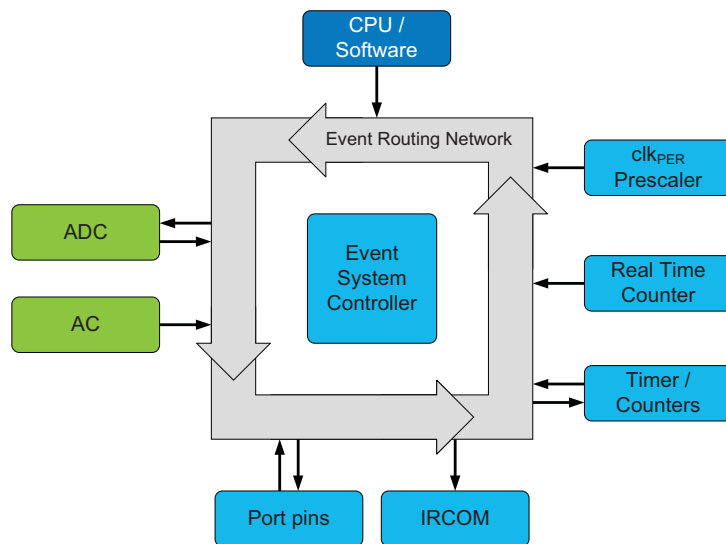 CPU /
Software
Event Routing Network
clkPER
Prescaler
ADC
Event
System
Controller
Real Time
Counter
AC
Timer /
Counters
Port pins
IRCOM